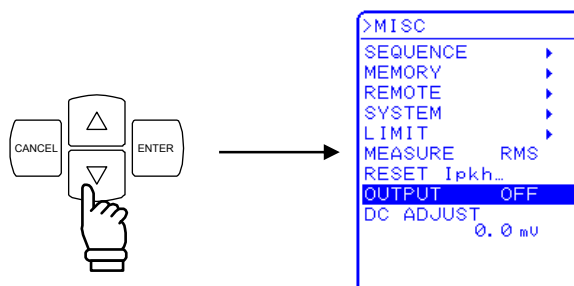 CANCEL
ENTER
>MISC
SEQUENCE
MEMORY
REMOTE
SYSTEM
LIMIT
MEASURE RMS
RESET Ipkh…
OUTPUT OFF
DC ADJUST
0.0 mV